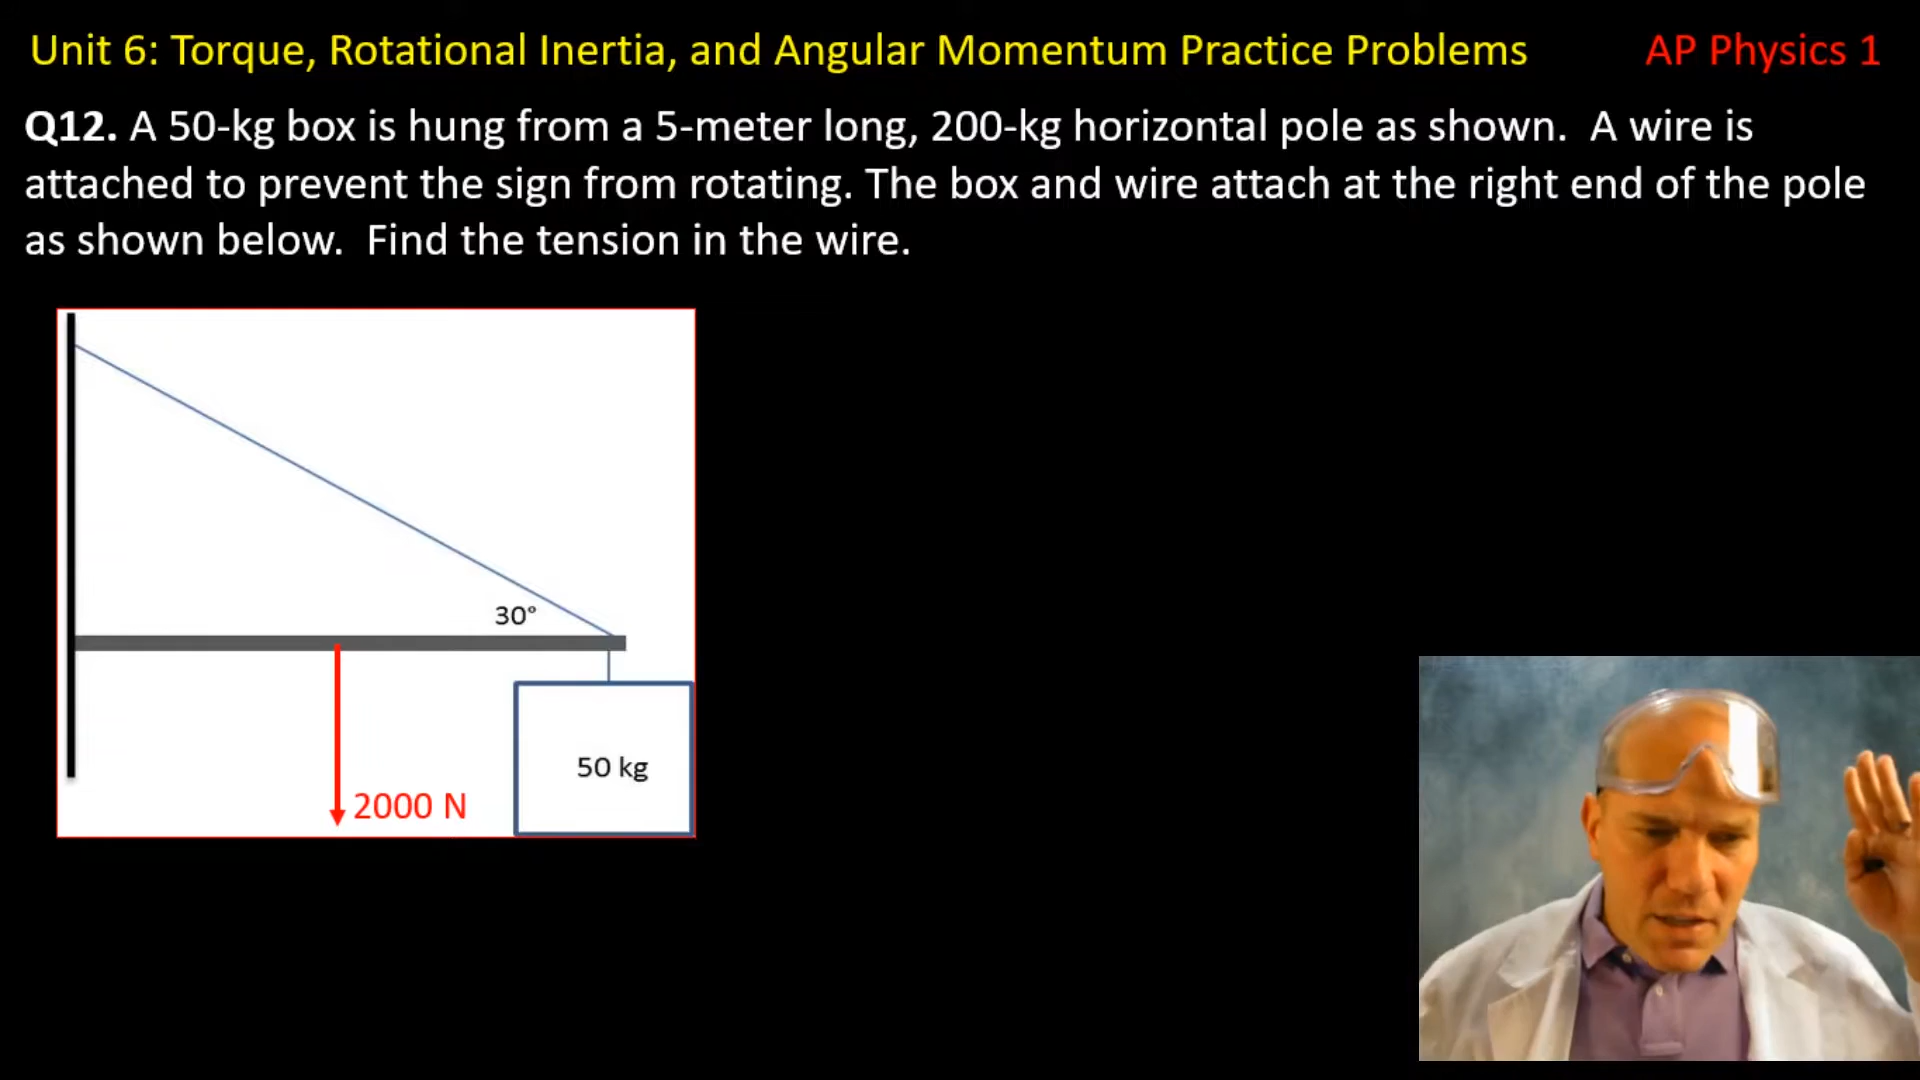 Unit 6: Torque, Rotational Inertia, and Angular Momentum Practice Problems AP Physics 1
Q12. A 50-kg box is hung from a 5-meter long, 200-kg horizontal pole as shown. A wire is
attached to prevent the sign from rotating. The box and wire attach at the right end of the pole
as shown below. Find the tension in the wire.
30°
50 kg
2000 N